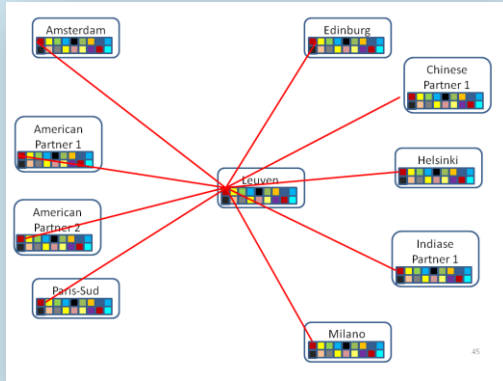 Amsterdam
Edinburg
Chinese
Partner 1
American
Partner 1
Helsinki
Leuven
American
Partner 2
Indiase
Partner 1
Paris-Sud
Milano
45